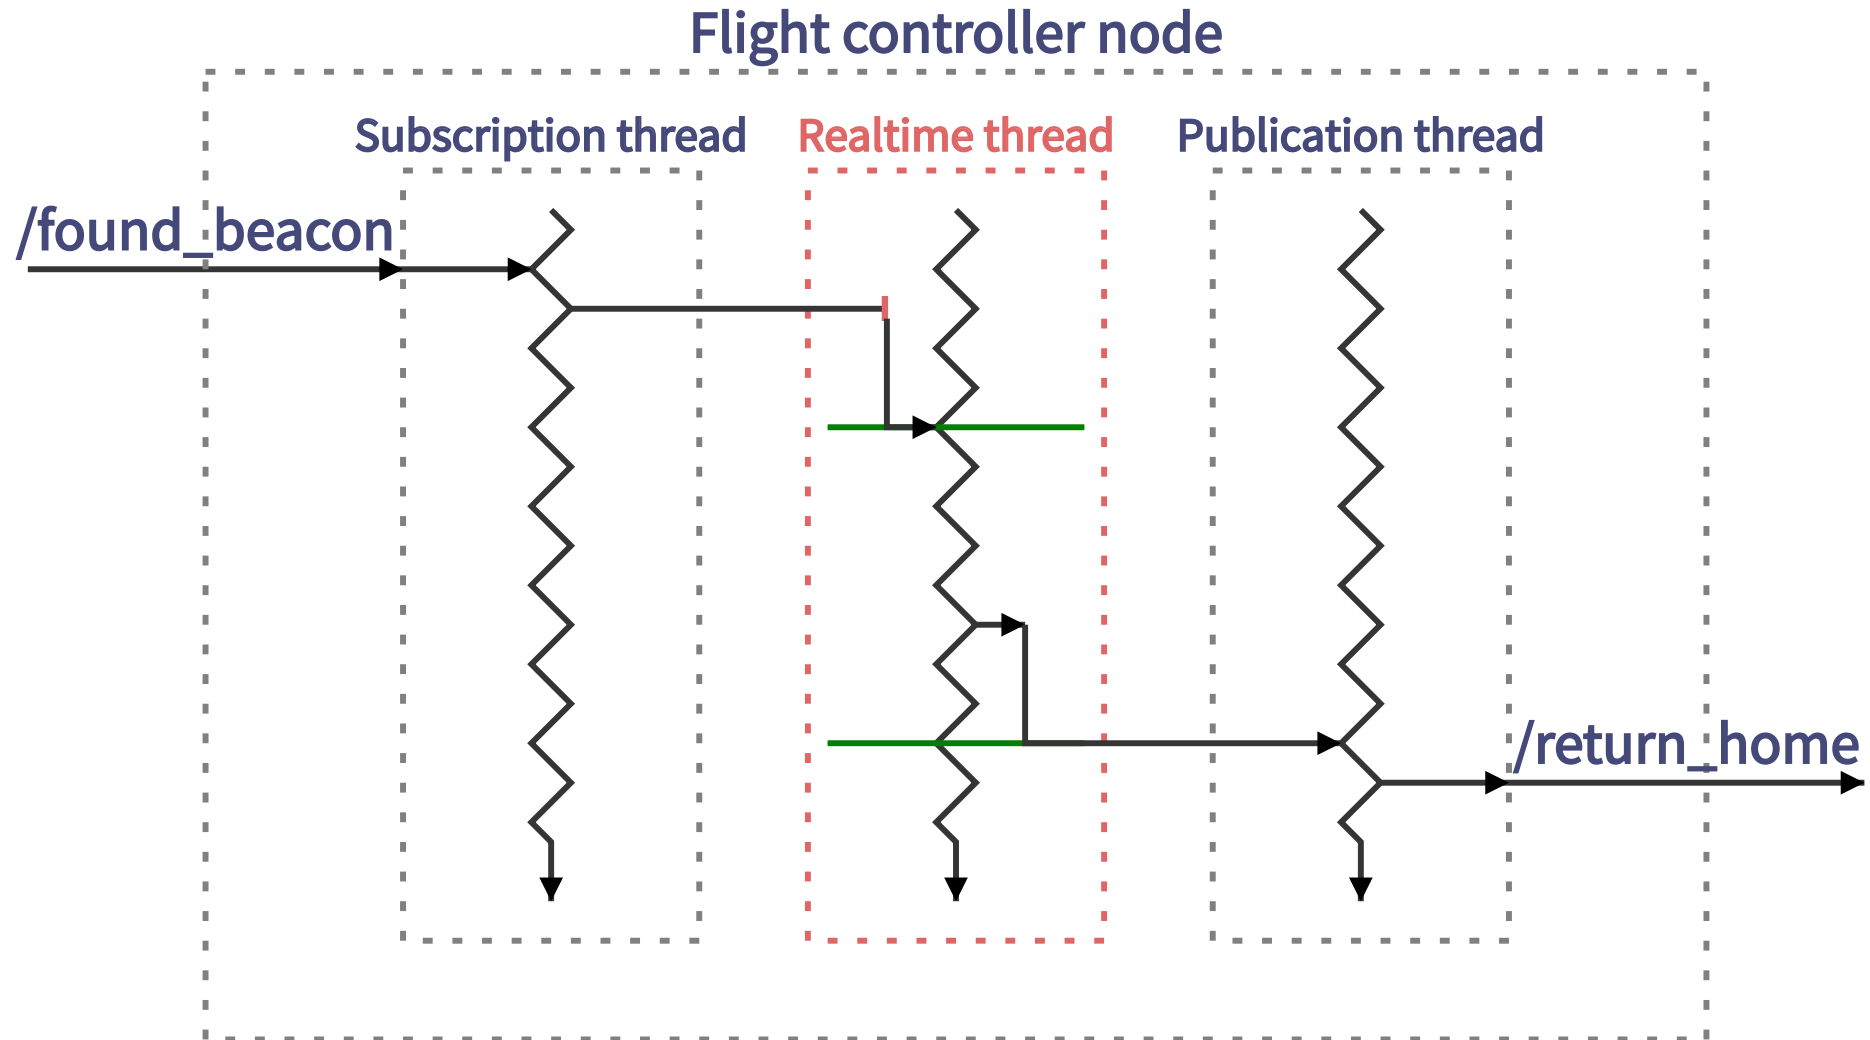 Flight controller node
Subscription thread
Realtime thread
Publication thread
/found_beacon
/return_home